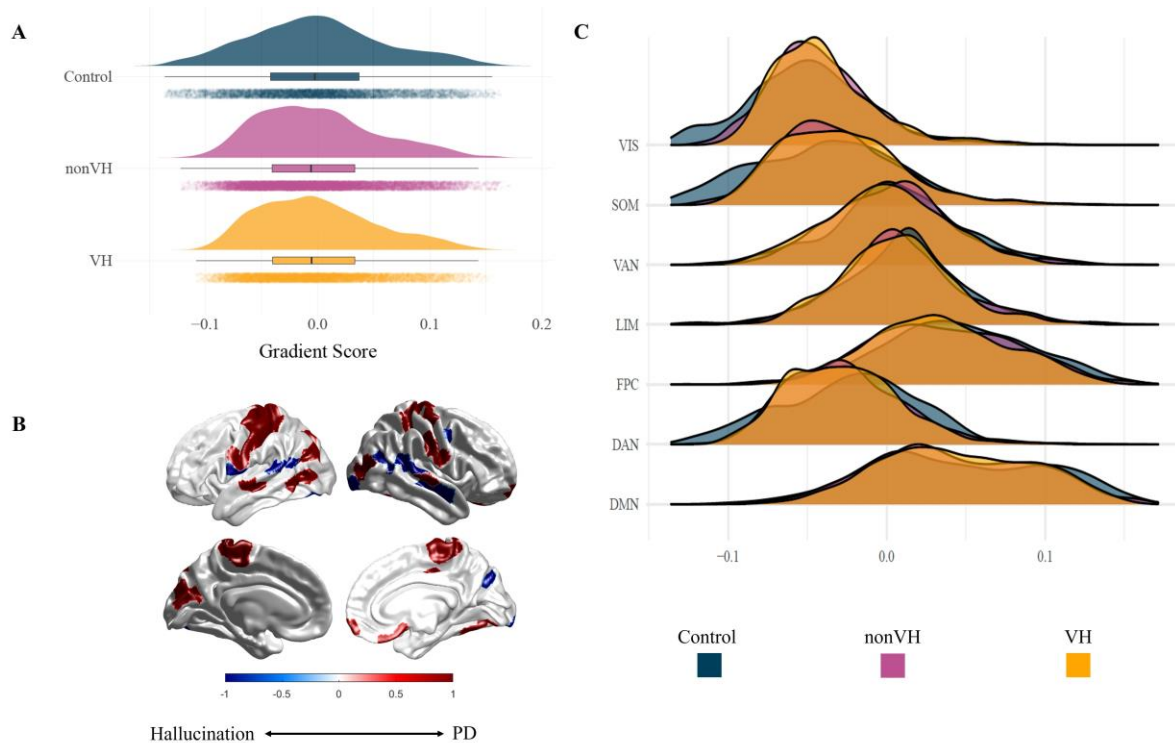 A
Control
nonVH
VH
−0.1 0.0 0.1 0.2
Gradient Score
B
-1 -0.5 0 0.5 1
Hallucination PD
C
VIS
SOM
VAN
LIM
FPC
DAN
DMN
−0.1 0.0 0.1
Control nonVH VH